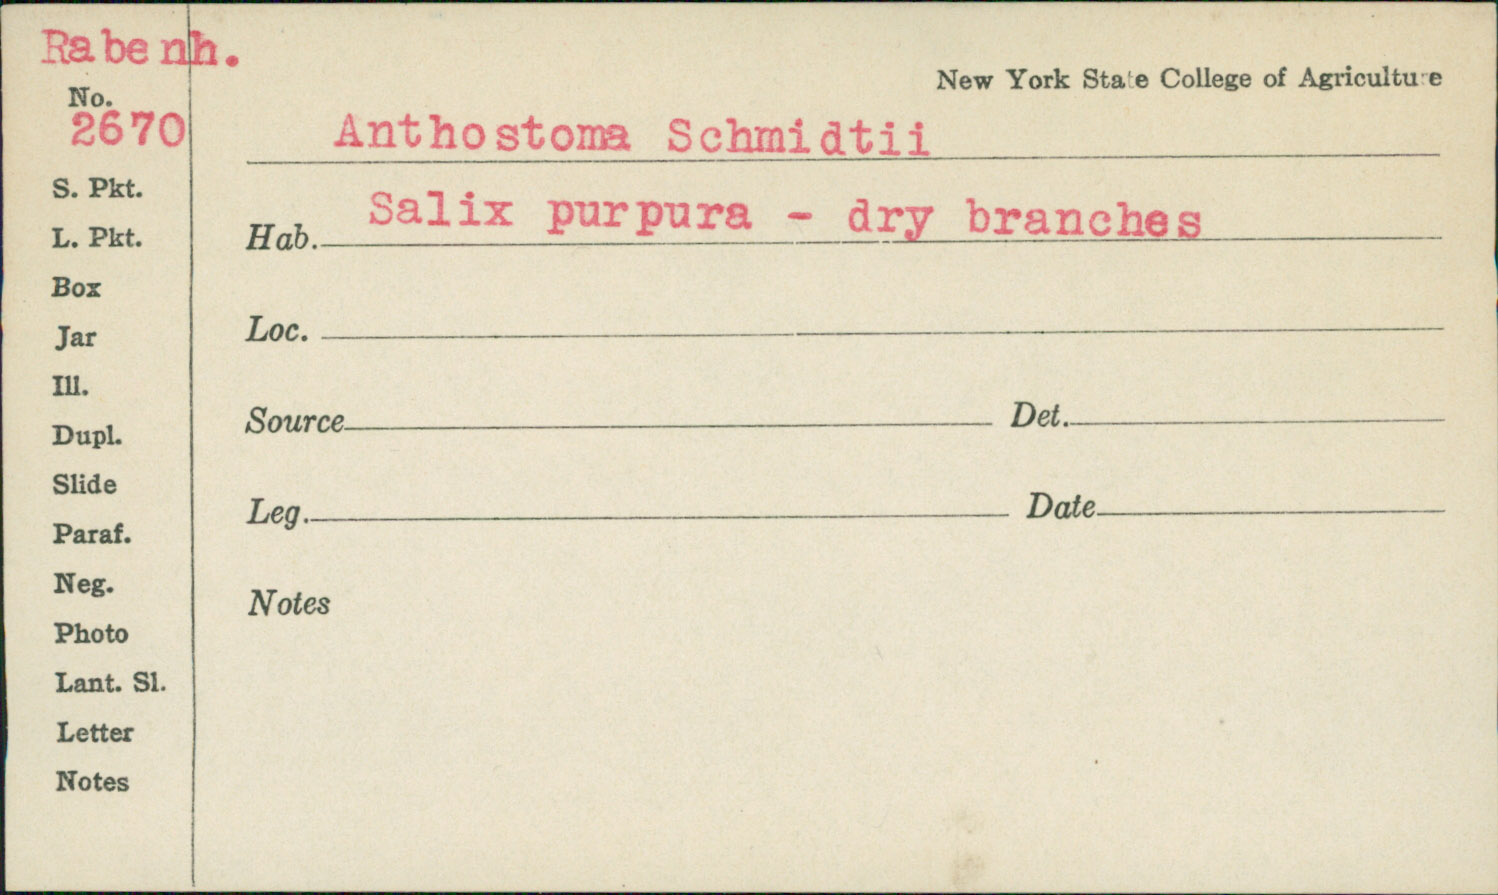 Rabenh.
New York State College of Agriculture
No.
2670
Anthostoma Schmidtii
S. Pkt.
Hab. Salix purpura - dry branches
L. Pkt.
Box
Loc.
Jar
Ill.
Source Det.
Dupl.
Slide
Leg. Date
Paraf.
Neg.
Notes
Photo
Lant. Sl.
Letter
Notes